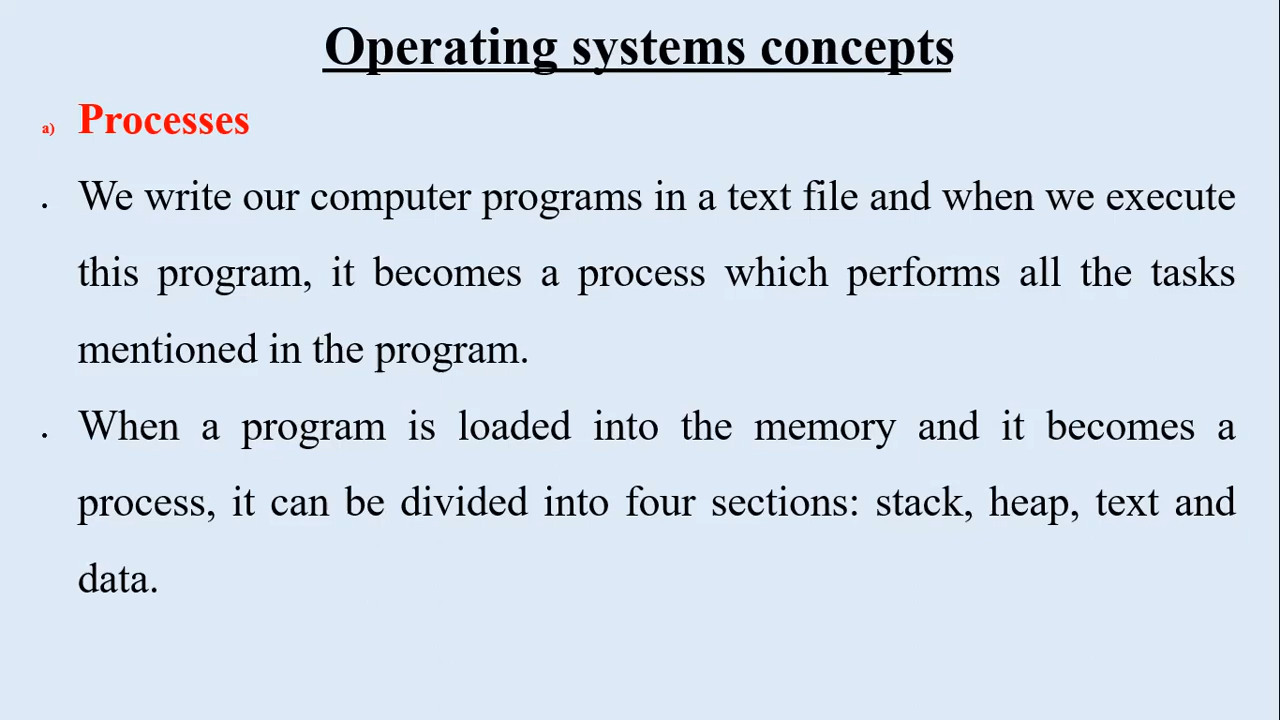 Operating systems concepts
a) Processes
• We write our computer programs in a text file and when we execute
this program, it becomes a process which performs all the tasks
mentioned in the program.
• When a program is loaded into the memory and it becomes a
process, it can be divided into four sections: stack, heap, text and
data.